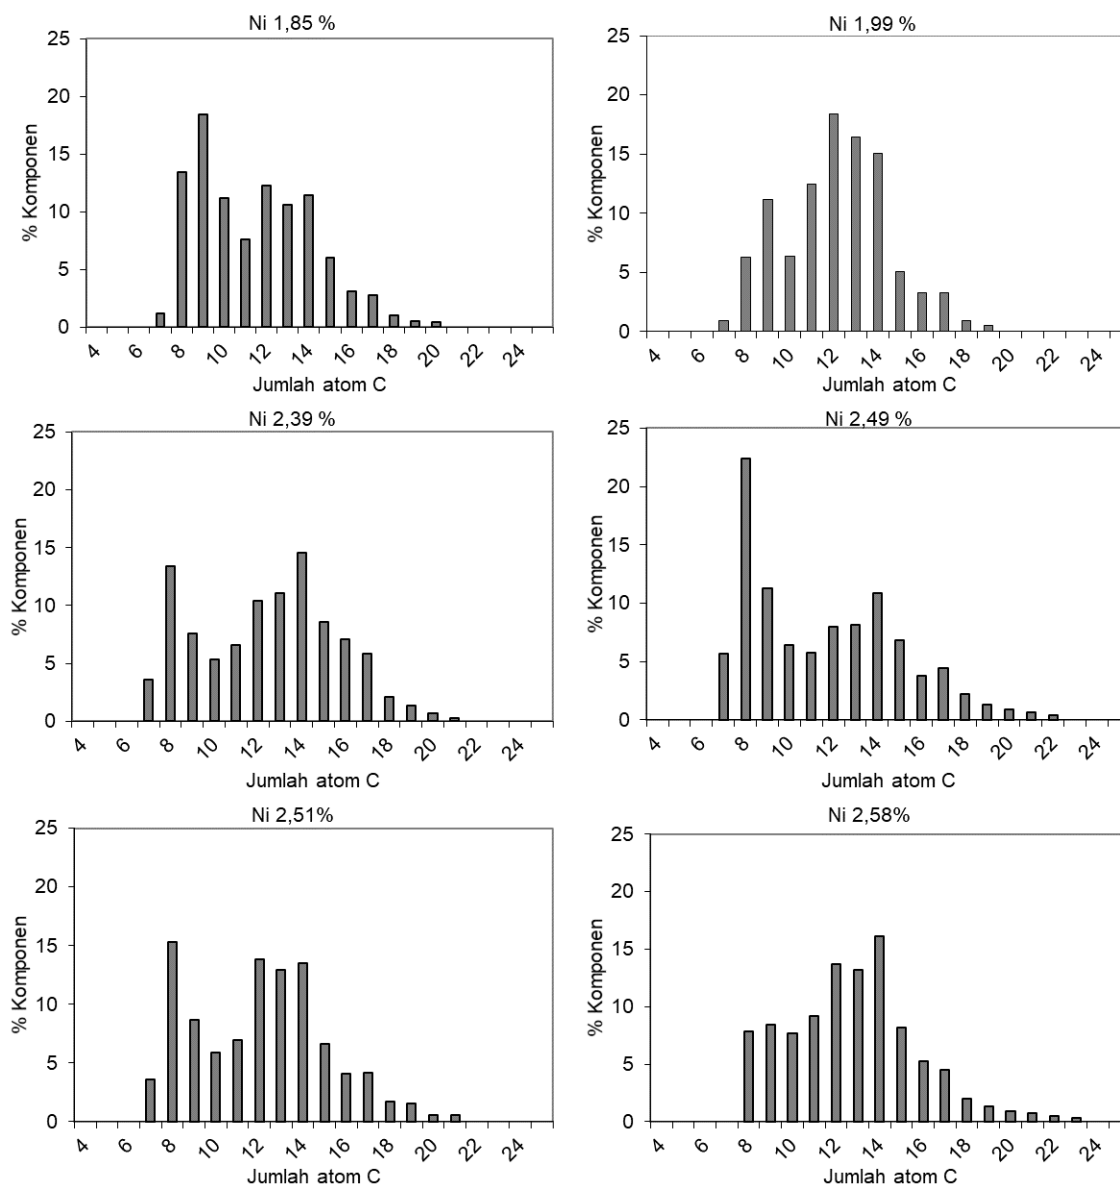 Ni 1,85 %
% Komponen
25
20
15
10
5
0
4 6 8 10 12 14 16 18 20 22 24
Jumlah atom C
Ni 1,99 %
% Komponen
25
20
15
10
5
0
4 6 8 10 12 14 16 18 20 22 24
Jumlah atom C
Ni 2,39 %
% Komponen
25
20
15
10
5
0
4 6 8 10 12 14 16 18 20 22 24
Jumlah atom C
Ni 2,49 %
% Komponen
25
20
15
10
5
0
4 6 8 10 12 14 16 18 20 22 24
Jumlah atom C
Ni 2,51%
% Komponen
25
20
15
10
5
0
4 6 8 10 12 14 16 18 20 22 24
Jumlah atom C
Ni 2,58%
% Komponen
25
20
15
10
5
0
4 6 8 10 12 14 16 18 20 22 24
Jumlah atom C